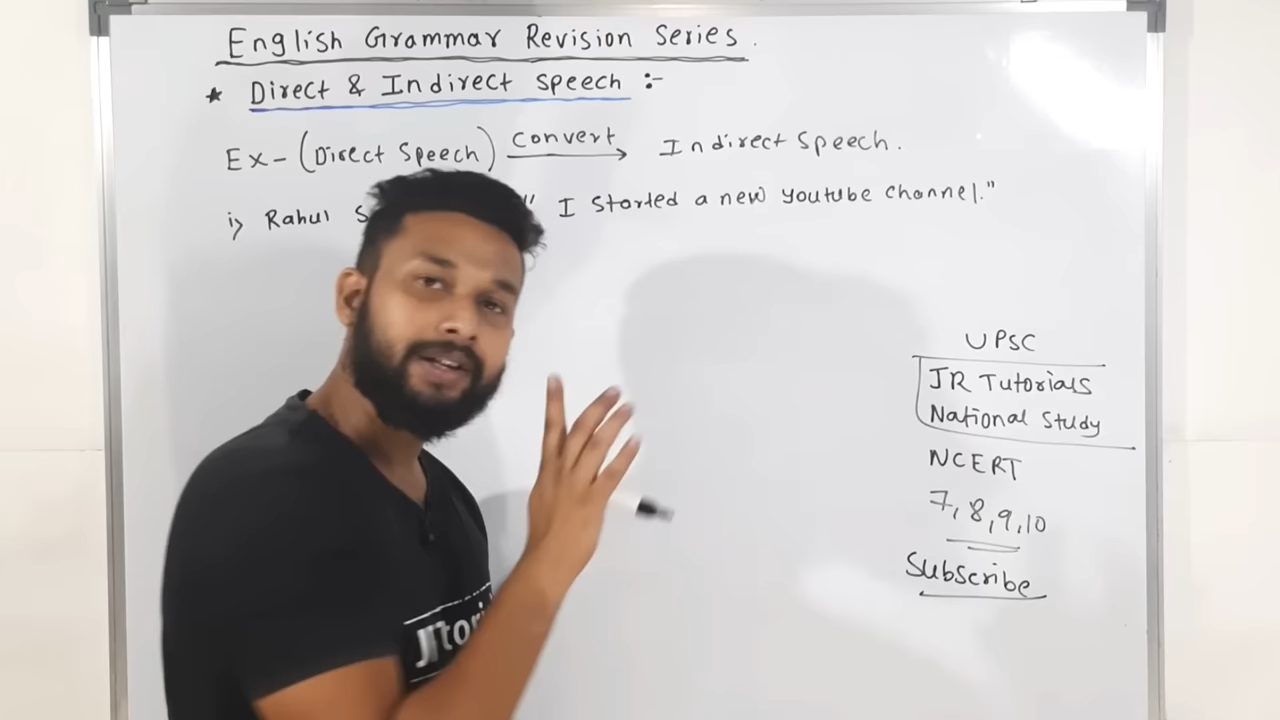 English Grammar Revision Series.
* Direct & Indirect speech :-
Ex- (Direct Speech) Convert → Indirect speech.
i> Rahul " I started a new youtube channel."
UPSC
JR Tutorials
National Study
NCERT
7, 8, 9, 10
Subscribe